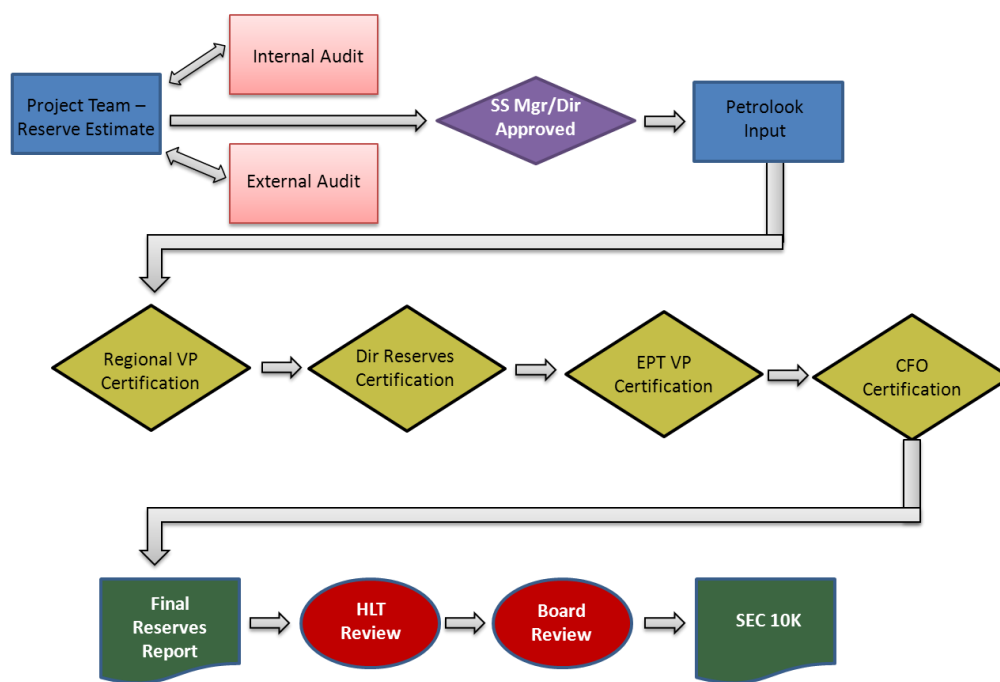 Internal Audit
Project Team –
Reserve Estimate
SS Mgr/Dir
Approved
Petrolook
Input
External Audit
Regional VP
Certification
Dir Reserves
Certification
EPT VP
Certification
CFO
Certification
Final
Reserves
Report
HLT
Review
Board
Review
SEC 10K